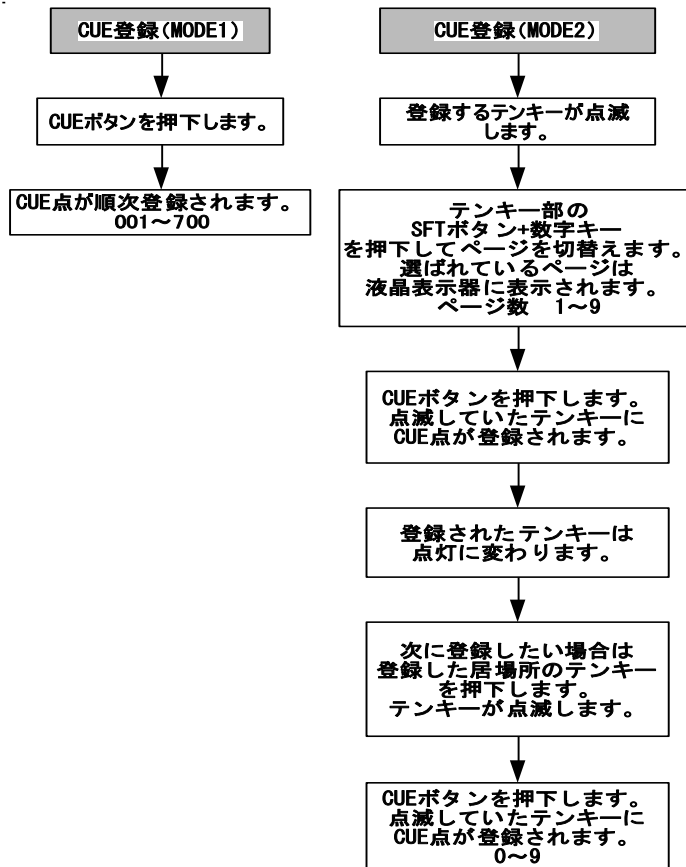 CUE登録(MODE1)
CUEボタンを押下します。
CUE点が順次登録されます。
001～700
CUE登録(MODE2)
登録するテンキーが点滅
します。
テンキー部の
SFTボタン+数字キー
を押下してページを切替えます。
選ばれているページは
液晶表示器に表示されます。
ページ数　1～9
CUEボタンを押下します。
点滅していたテンキーに
CUE点が登録されます。
登録されたテンキーは
点灯に変わります。
次に登録したい場合は
登録した居場所のテンキー
を押下します。
テンキーが点滅します。
CUEボタンを押下します。
点滅していたテンキーに
CUE点が登録されます。
0～9